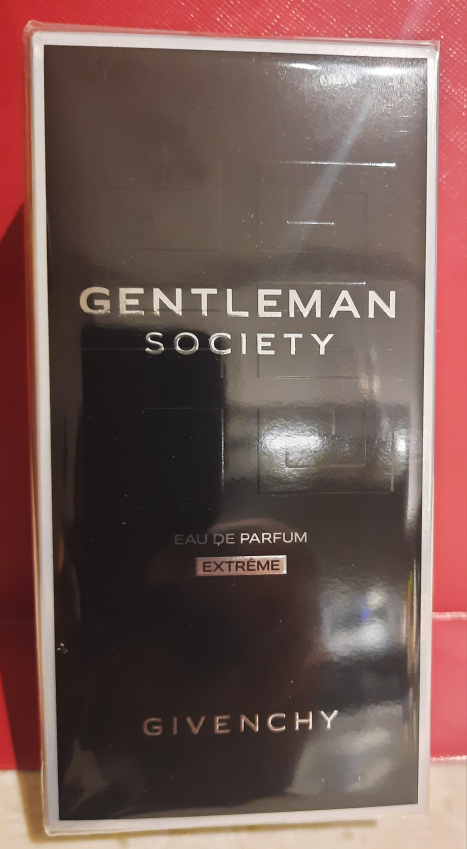 GENTLEMAN
SOCIETY
EAU DE PARFUM
EXTRÊME
GIVENCHY